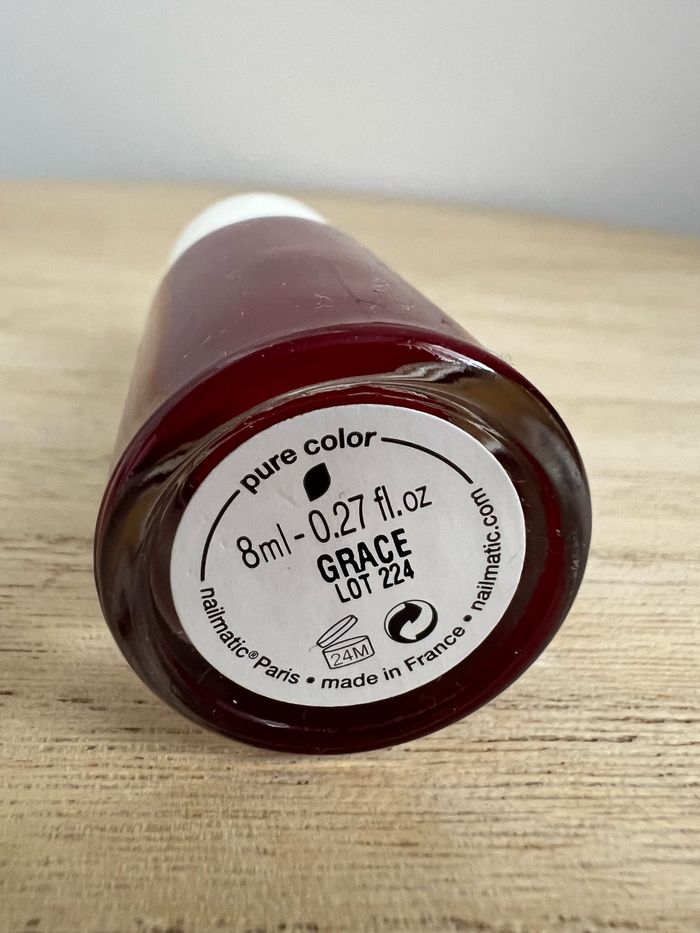 pure color
8ml - 0.27 fl.oz
GRACE
LOT 224
24M
nailmatic® Paris • made in France • nailmatic.com